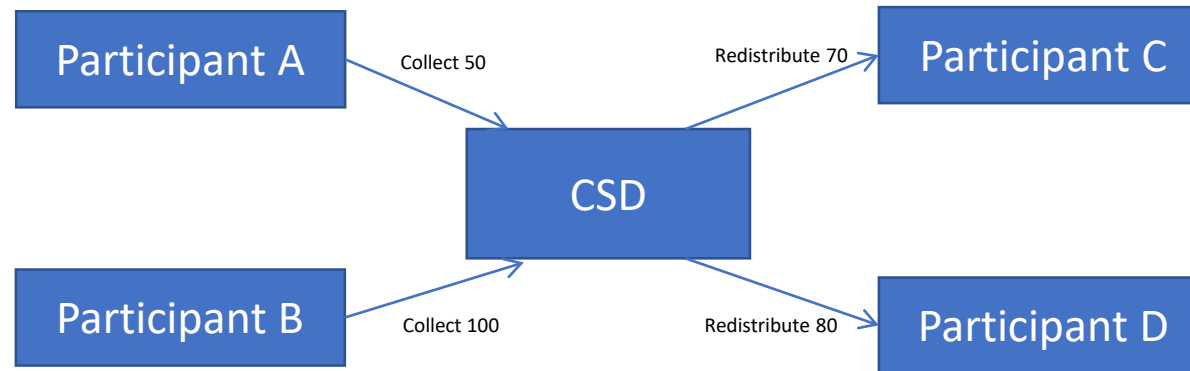 Participant A
Collect 50
Redistribute 70
Participant C
CSD
Participant B
Collect 100
Redistribute 80
Participant D